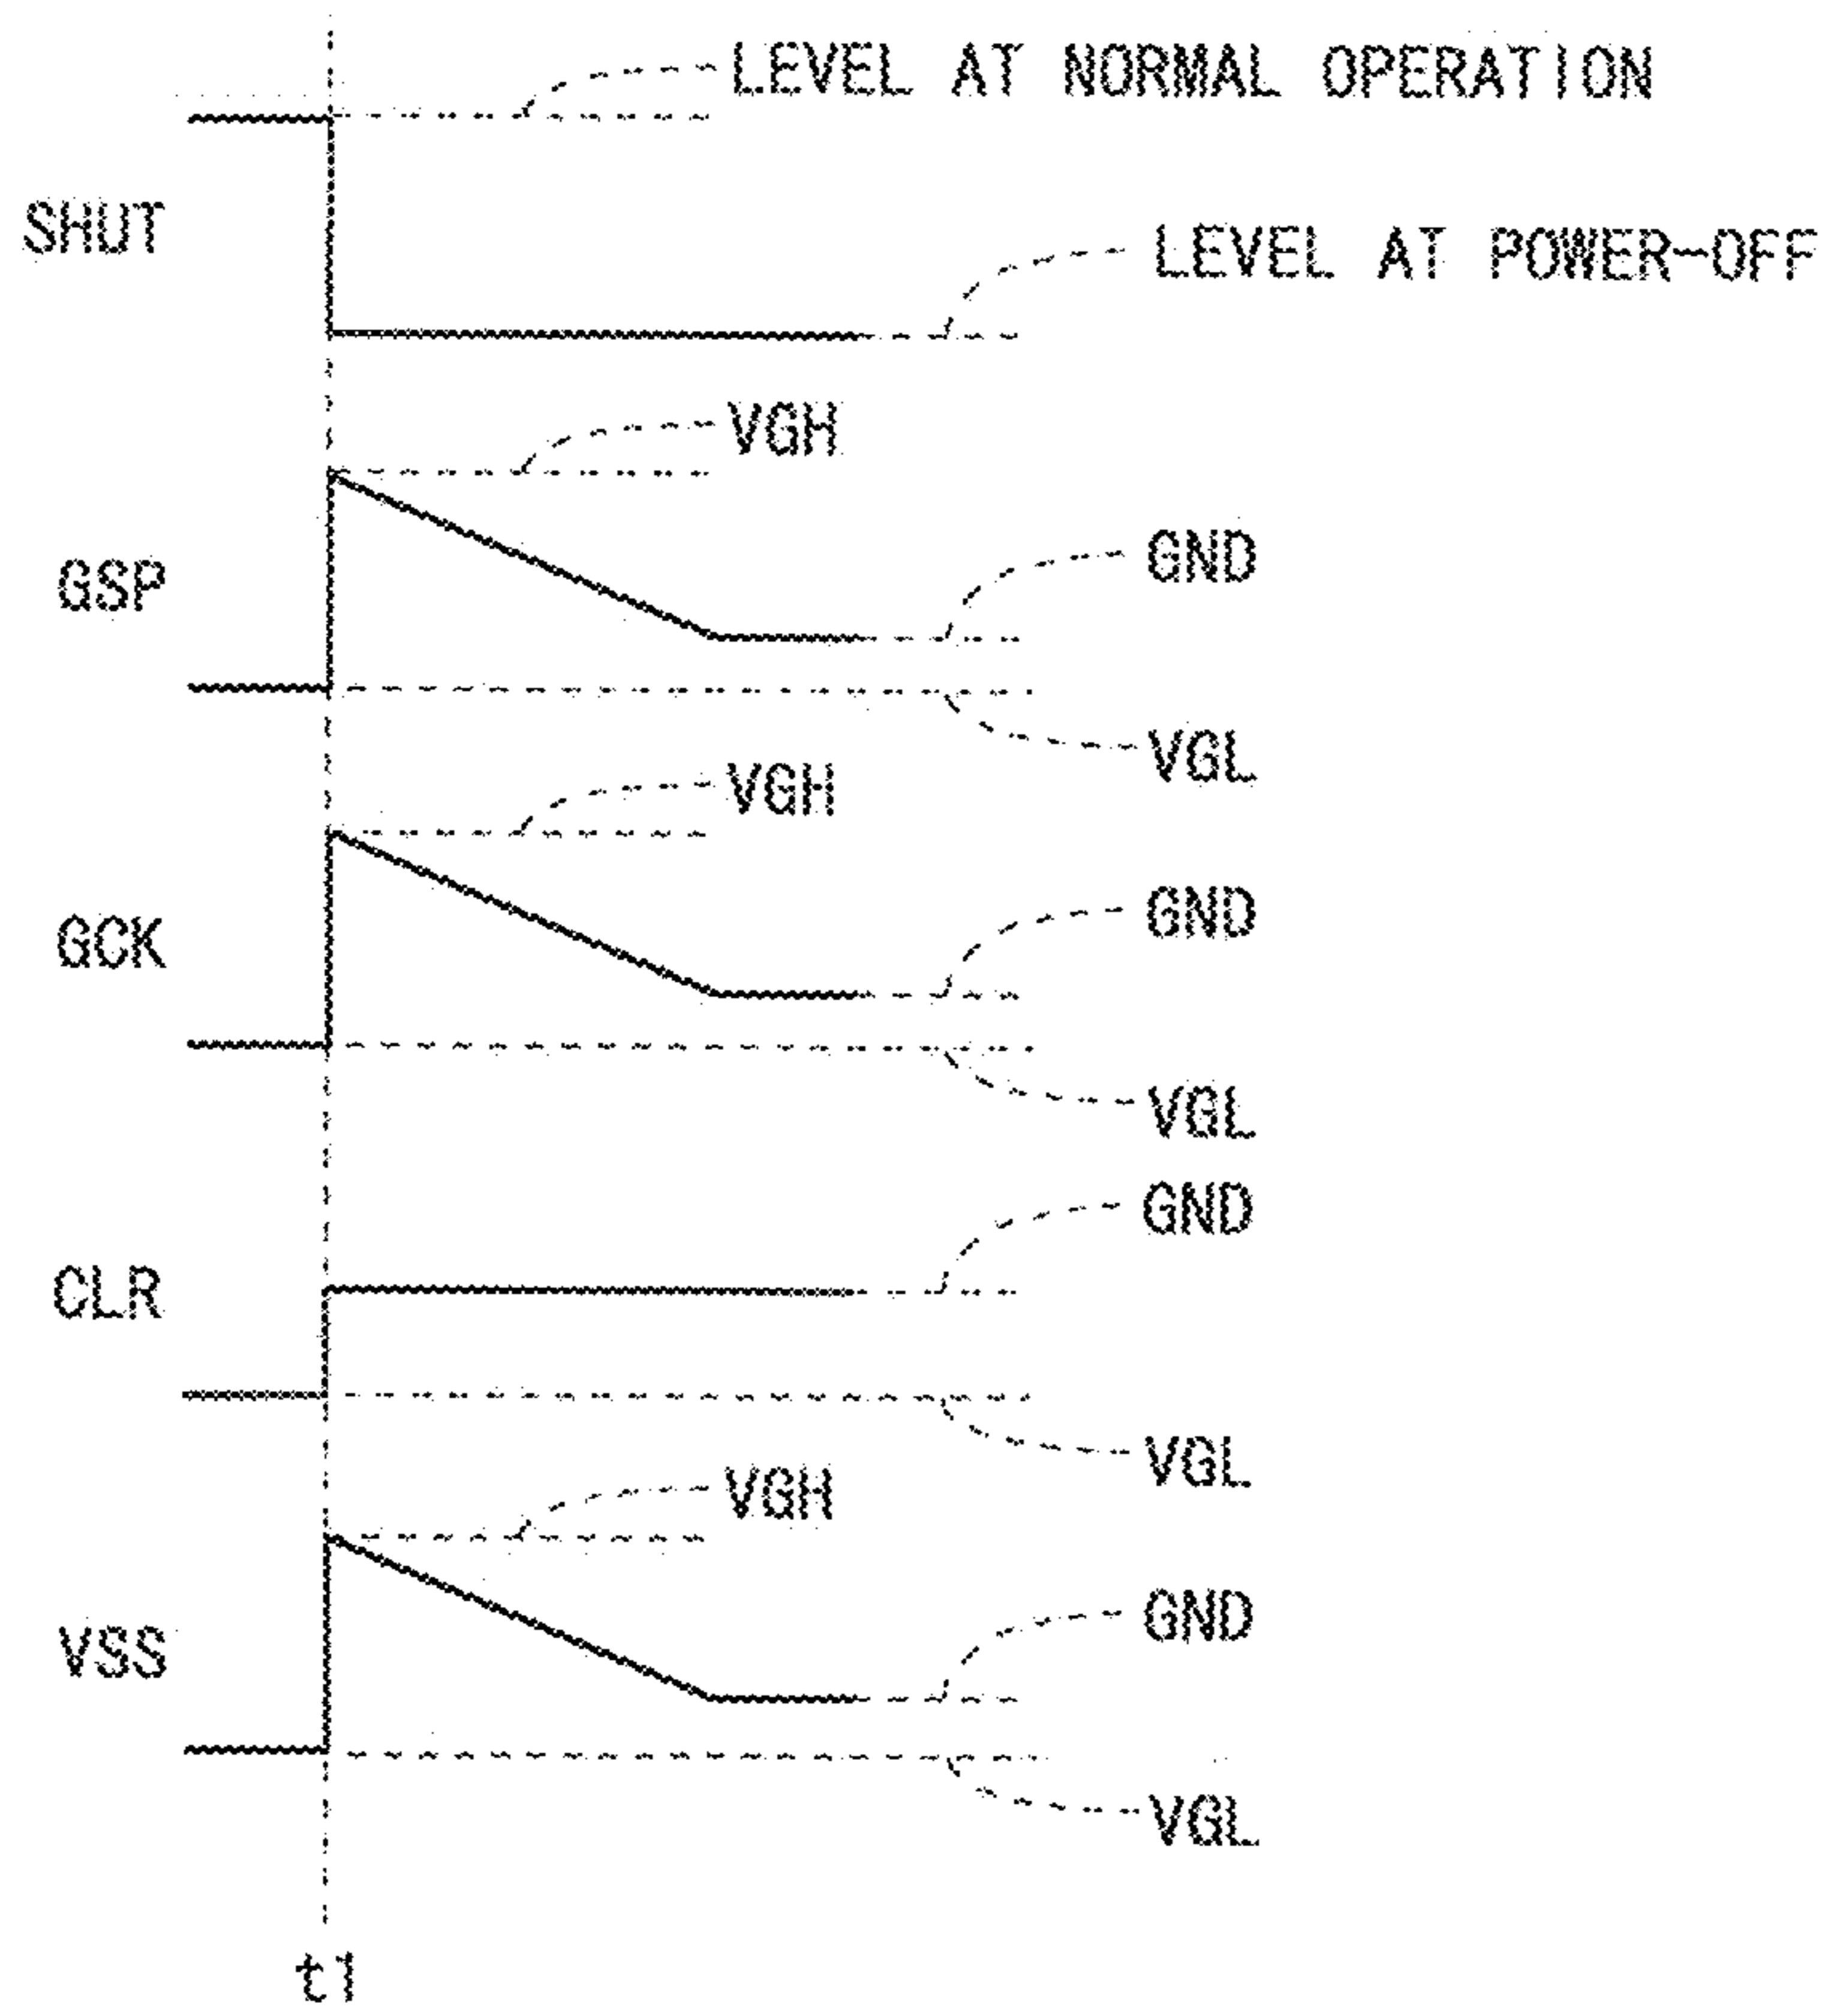 LEVEL AT NORMAL OPERATION
SHUT
LEVEL AT POWER-OFF
VGH
GND
GSP
VGL
VGH
GND
GCK
VGL
GND
CLR
VGL
VGH
GND
VSS
VGL
t1